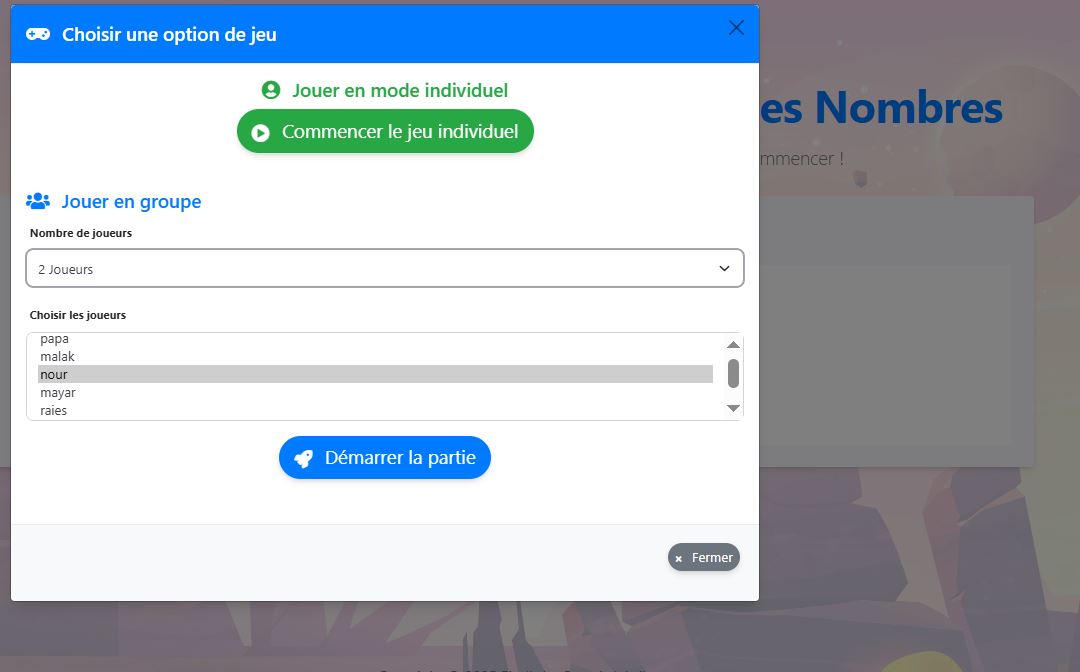 Choisir une option de jeu
Jouer en mode individuel
Commencer le jeu individuel
es Nombres
mmencer !
Jouer en groupe
Nombre de joueurs
2 Joueurs
Choisir les joueurs
papa
malak
nour
mayar
raies
Démarrer la partie
× Fermer